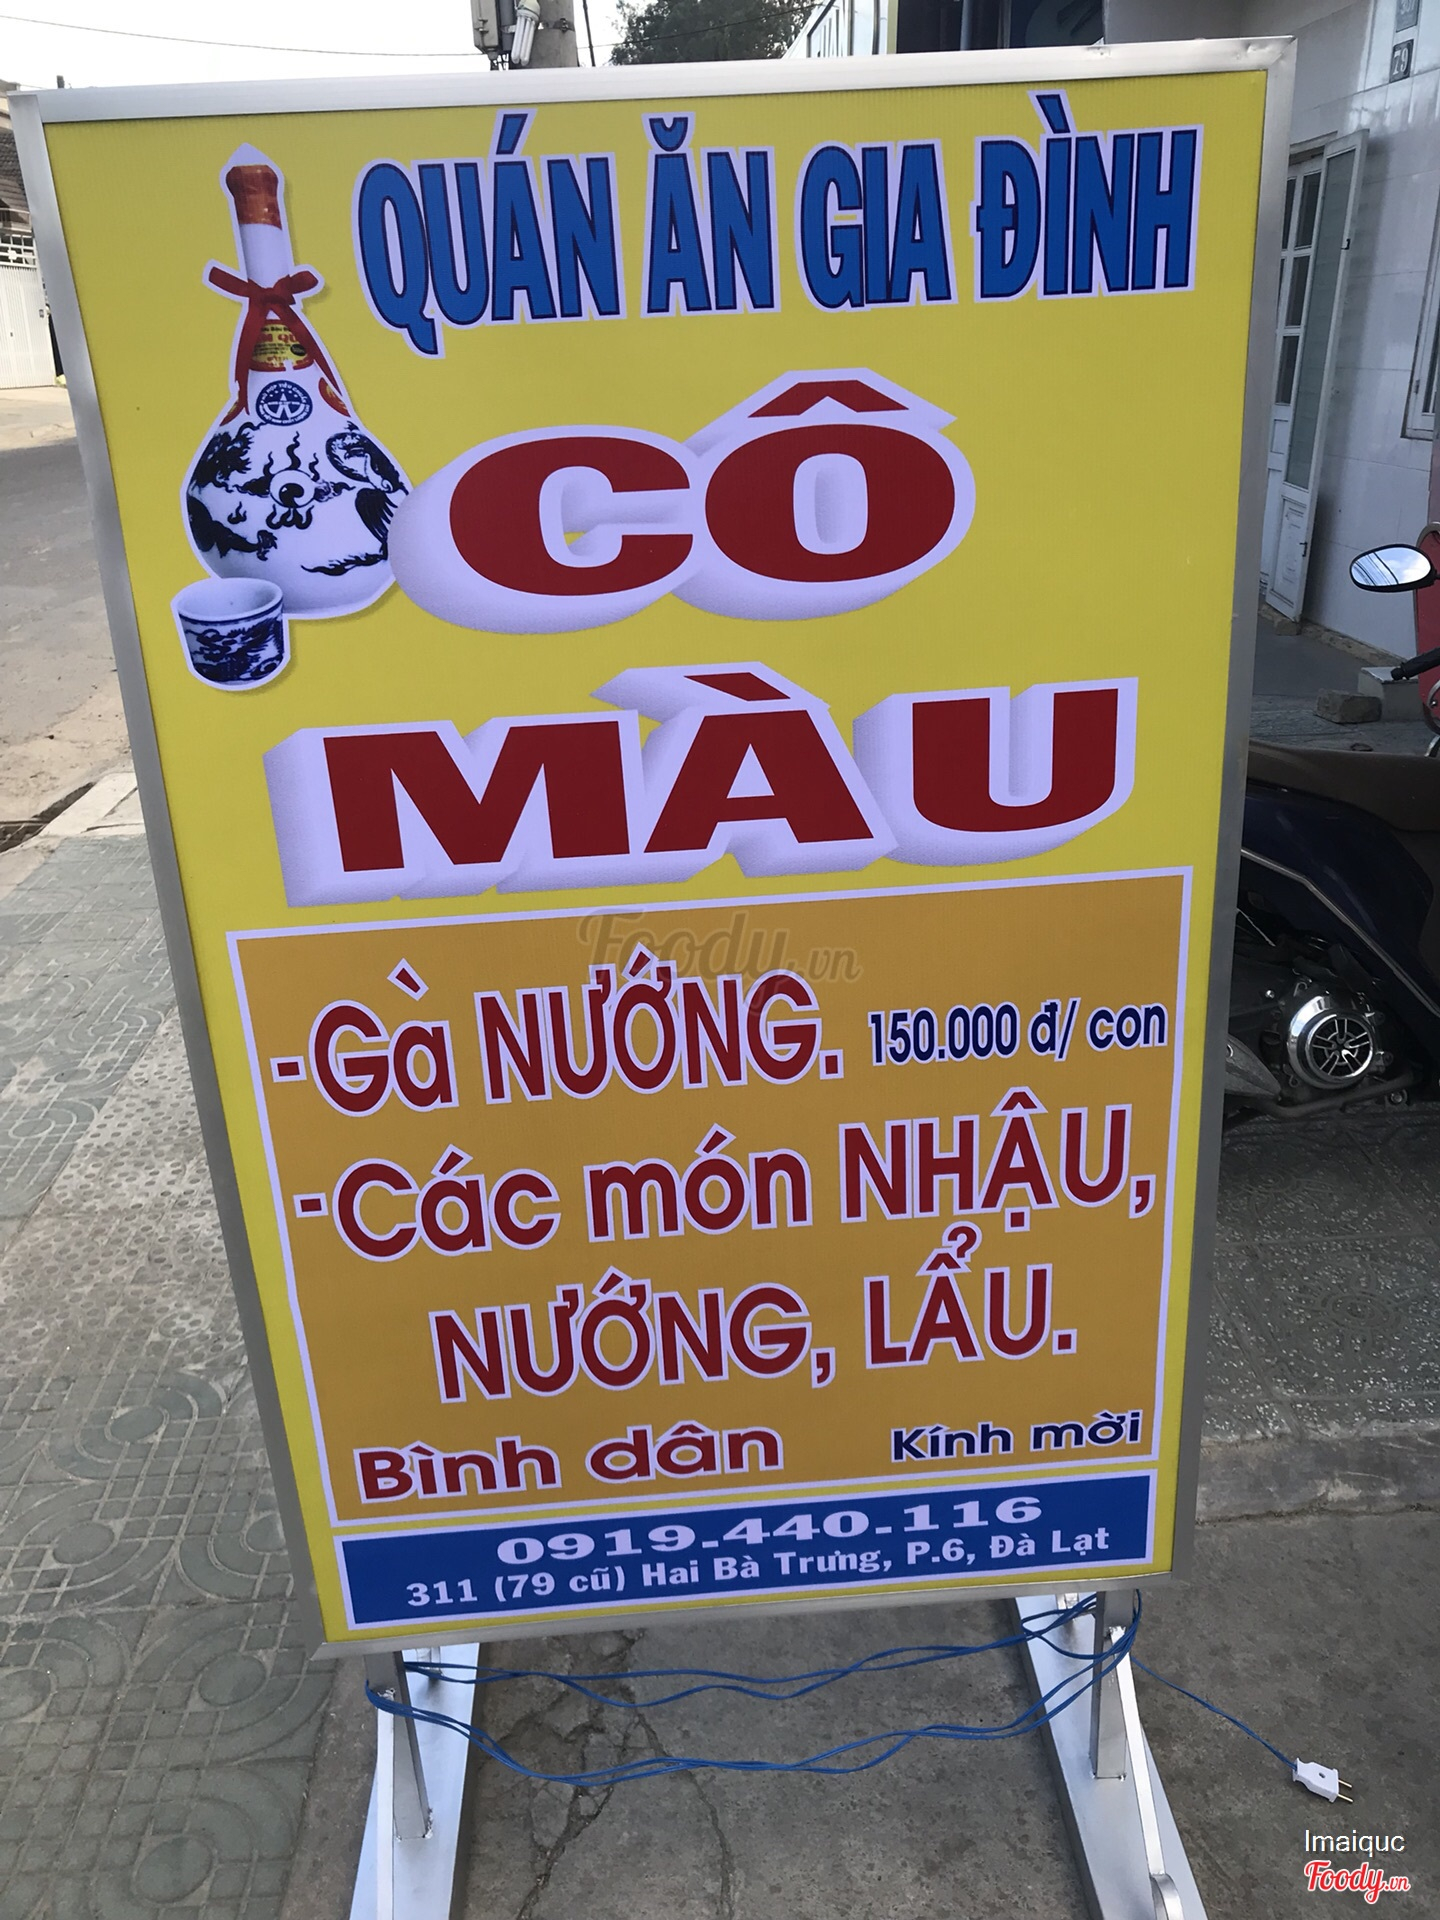 QUÁN ĂN GIA ĐÌNH
CÔ
MÀU
-Gà NƯỚNG. 150.000 đ/ con
-Các món NHẬU,
NƯỚNG, LẨU.
Bình dân Kính mời
0919.440.116
311 (79 cũ) Hai Bà Trưng, P.6, Đà Lạt
Foody.vn
79
Imaiquc
Foody.vn